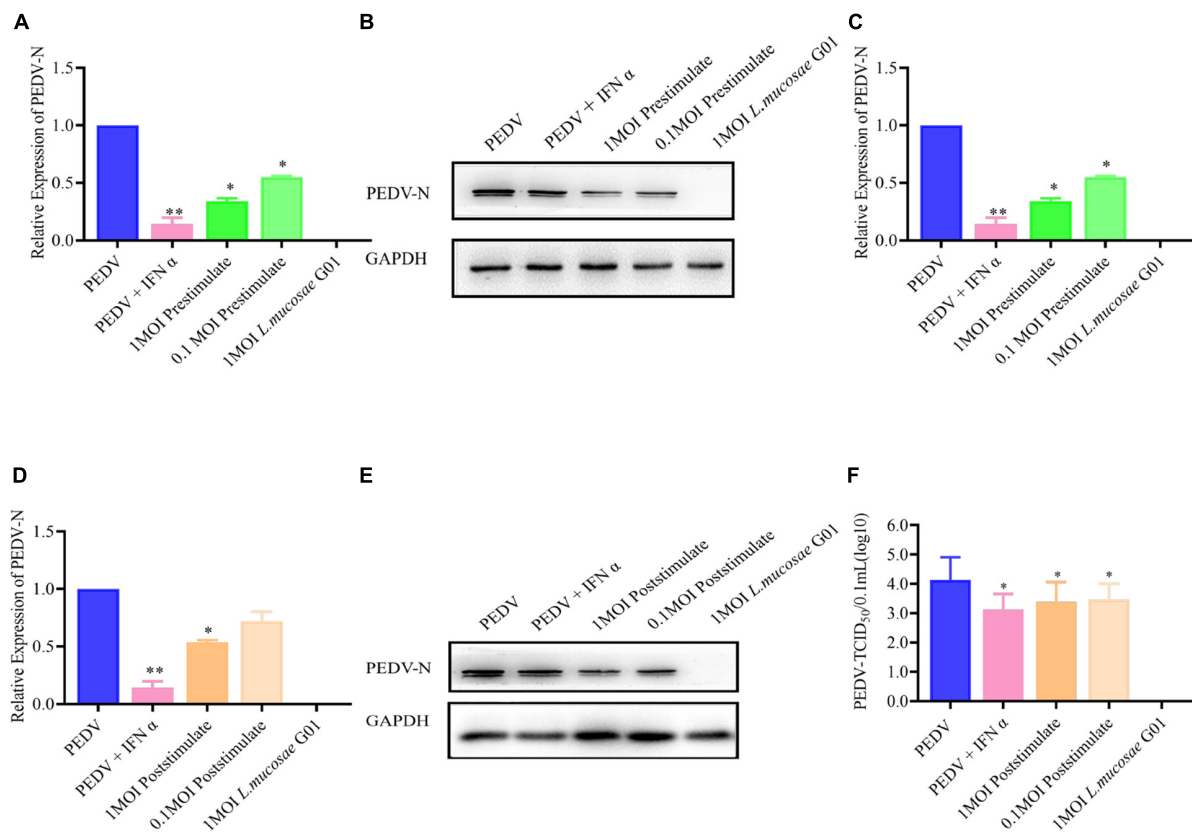 A
Relative Expression of PEDV-N
1.5
1.0
0.5
0.0
PEDV
PEDV + IFN α
1MOI Prestimulate
0.1 MOI Prestimulate
1MOI L.mucosae G01
**
*
*
B
PEDV
PEDV + IFN α
1MOI Prestimulate
0.1MOI Prestimulate
1MOI L.mucosae G01
PEDV-N
GAPDH
C
Relative Expression of PEDV-N
1.5
1.0
0.5
0.0
**
*
*
PEDV
PEDV + IFN α
1MOI Prestimulate
0.1 MOI Prestimulate
1MOI L.mucosae G01
D
Relative Expression of PEDV-N
1.5
1.0
0.5
0.0
**
*
PEDV
PEDV + IFN α
1MOI Poststimulate
0.1MOI Poststimulate
1MOI L.mucosae G01
E
PEDV
PEDV + IFN α
1MOI Poststimulate
0.1MOI Poststimulate
1MOI L.mucosae G01
PEDV-N
GAPDH
F
PEDV-TCID50/0.1mL(log10)
6.0
5.0
4.0
3.0
2.0
1.0
0.0
*
*
*
PEDV
PEDV + IFN α
1MOI Poststimulate
0.1MOI Poststimulate
1MOI L.mucosae G01